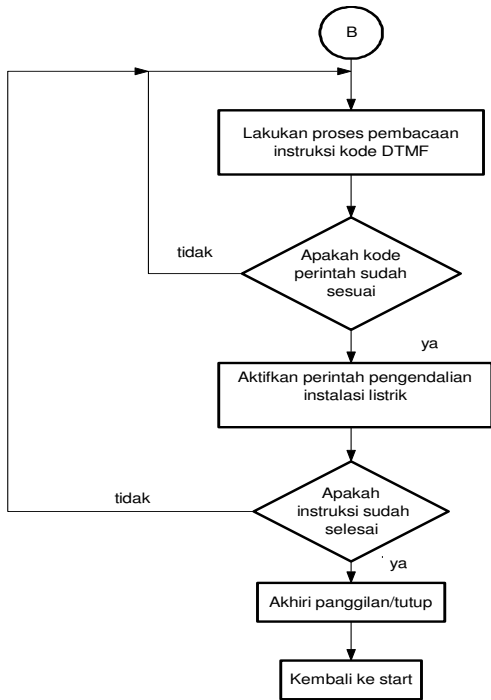 B
Lakukan proses pembacaan
instruksi kode DTMF
tidak
Apakah kode
perintah sudah
sesuai
ya
Aktifkan perintah pengendalian
instalasi listrik
tidak
Apakah
instruksi sudah
selesai
ya
Akhiri panggilan/tutup
Kembali ke start